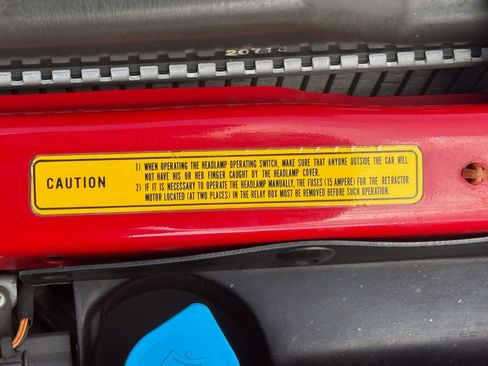 20713
CAUTION
1) WHEN OPERATING THE HEADLAMP OPERATING SWITCH, MAKE SURE THAT ANYONE OUTSIDE THE CAR WILL
NOT HAVE HIS OR HER FINGER CAUGHT BY THE HEADLAMP COVER.
2) IF IT IS NECESSARY TO OPERATE THE HEADLAMP MANUALLY, THE FUSES (15 AMPERE) FOR THE RETRACTOR
MOTOR LOCATED (AT TWO PLACES) IN THE RELAY BOX MUST BE REMOVED BEFORE SUCH OPERATION.